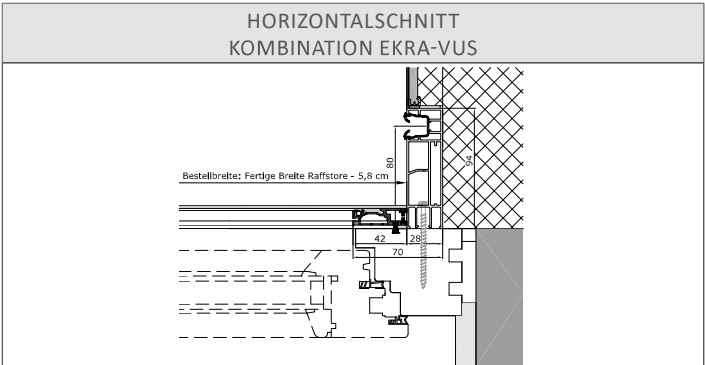 HORIZONTALSCHNITT
KOMBINATION EKRA-VUS
80
94
Bestellbreite: Fertige Breite Raffstore - 5,8 cm
42 28
70